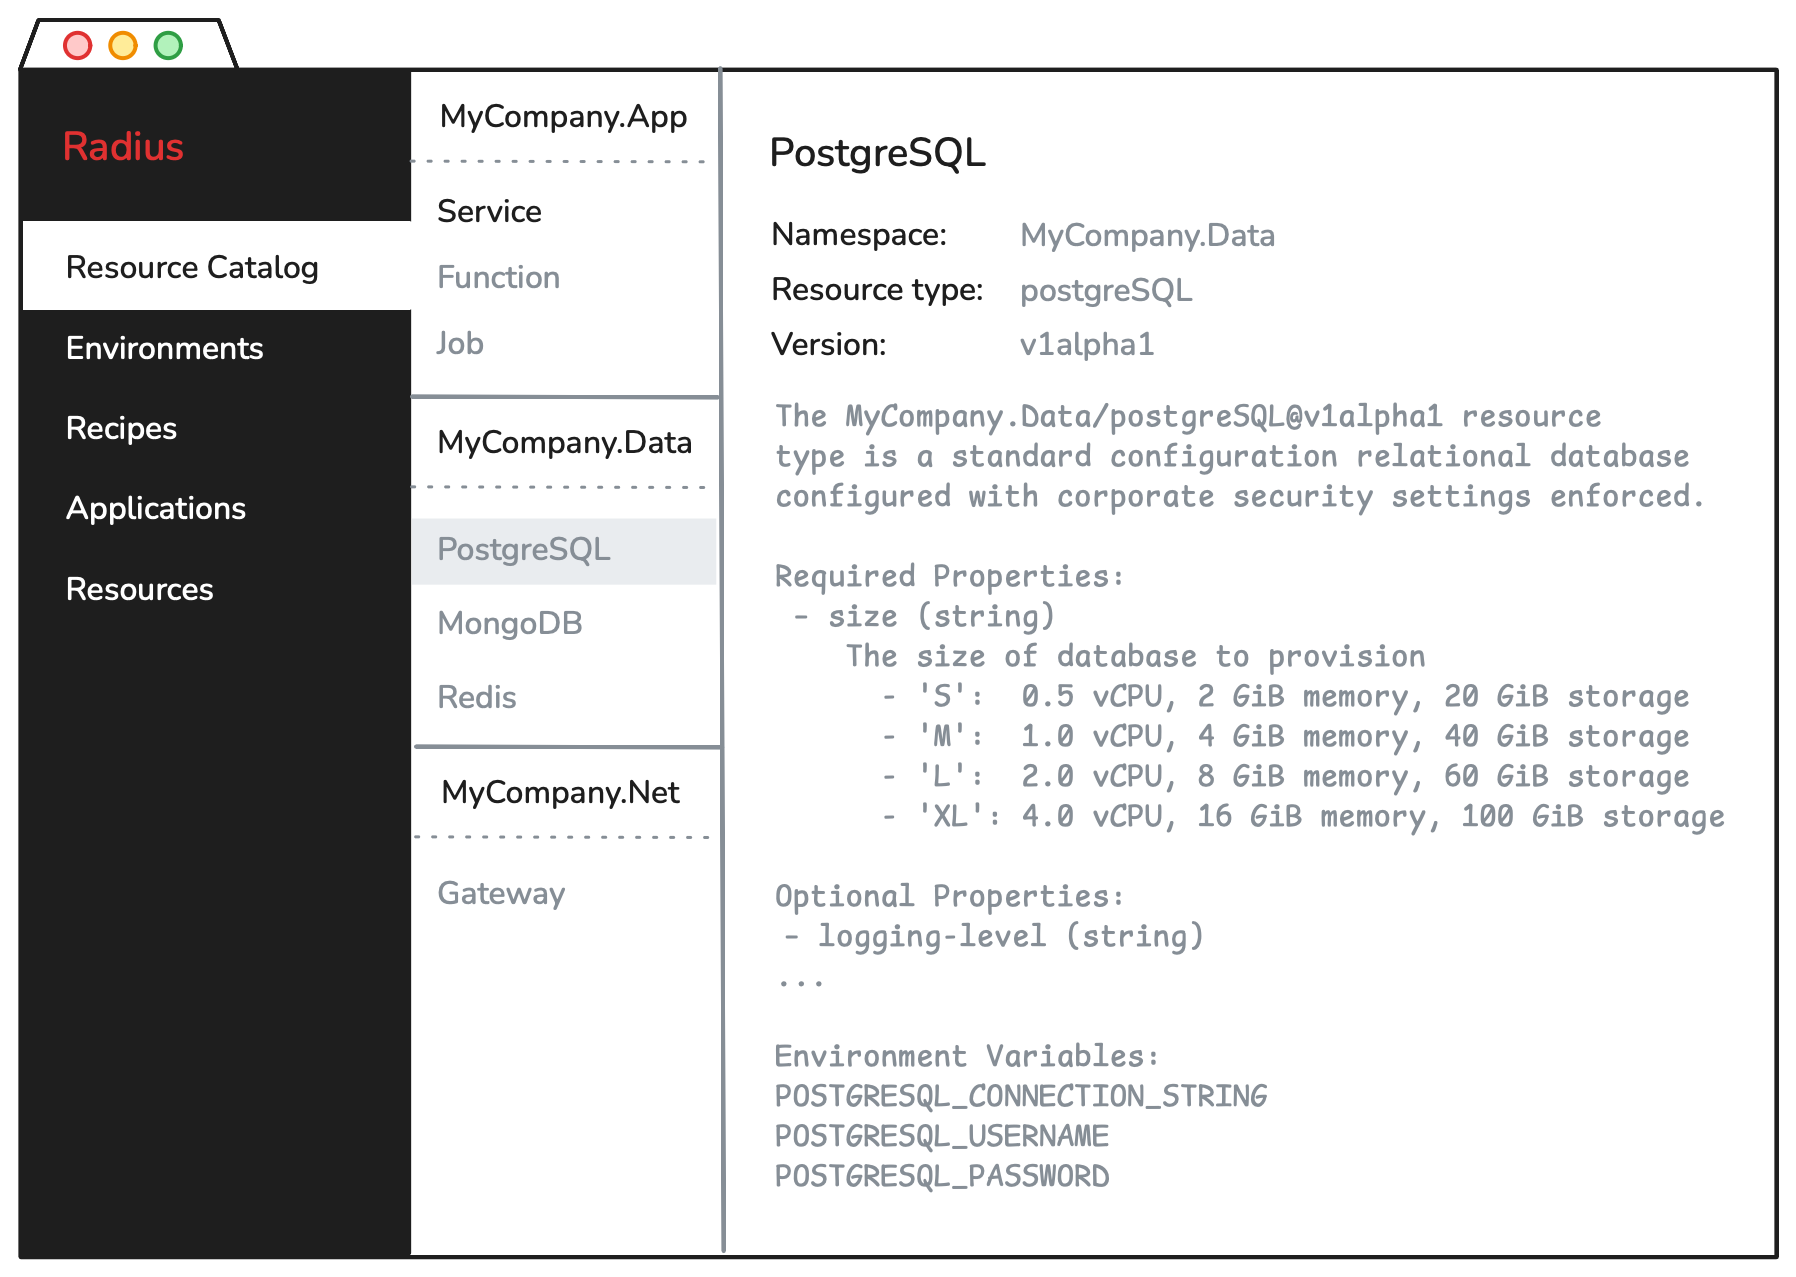 Radius
Resource Catalog
Environments
Recipes
Applications
Resources
MyCompany.App
Service
Function
Job
MyCompany.Data
PostgreSQL
MongoDB
Redis
MyCompany.Net
Gateway
PostgreSQL
Namespace: MyCompany.Data
Resource type: postgreSQL
Version: v1alpha1
The MyCompany.Data/postgreSQL@v1alpha1 resource
type is a standard configuration relational database
configured with corporate security settings enforced.
Required Properties:
- size (string)
The size of database to provision
- 'S': 0.5 vCPU, 2 GiB memory, 20 GiB storage
- 'M': 1.0 vCPU, 4 GiB memory, 40 GiB storage
- 'L': 2.0 vCPU, 8 GiB memory, 60 GiB storage
- 'XL': 4.0 vCPU, 16 GiB memory, 100 GiB storage
Optional Properties:
- logging-level (string)
...
Environment Variables:
POSTGRESQL_CONNECTION_STRING
POSTGRESQL_USERNAME
POSTGRESQL_PASSWORD